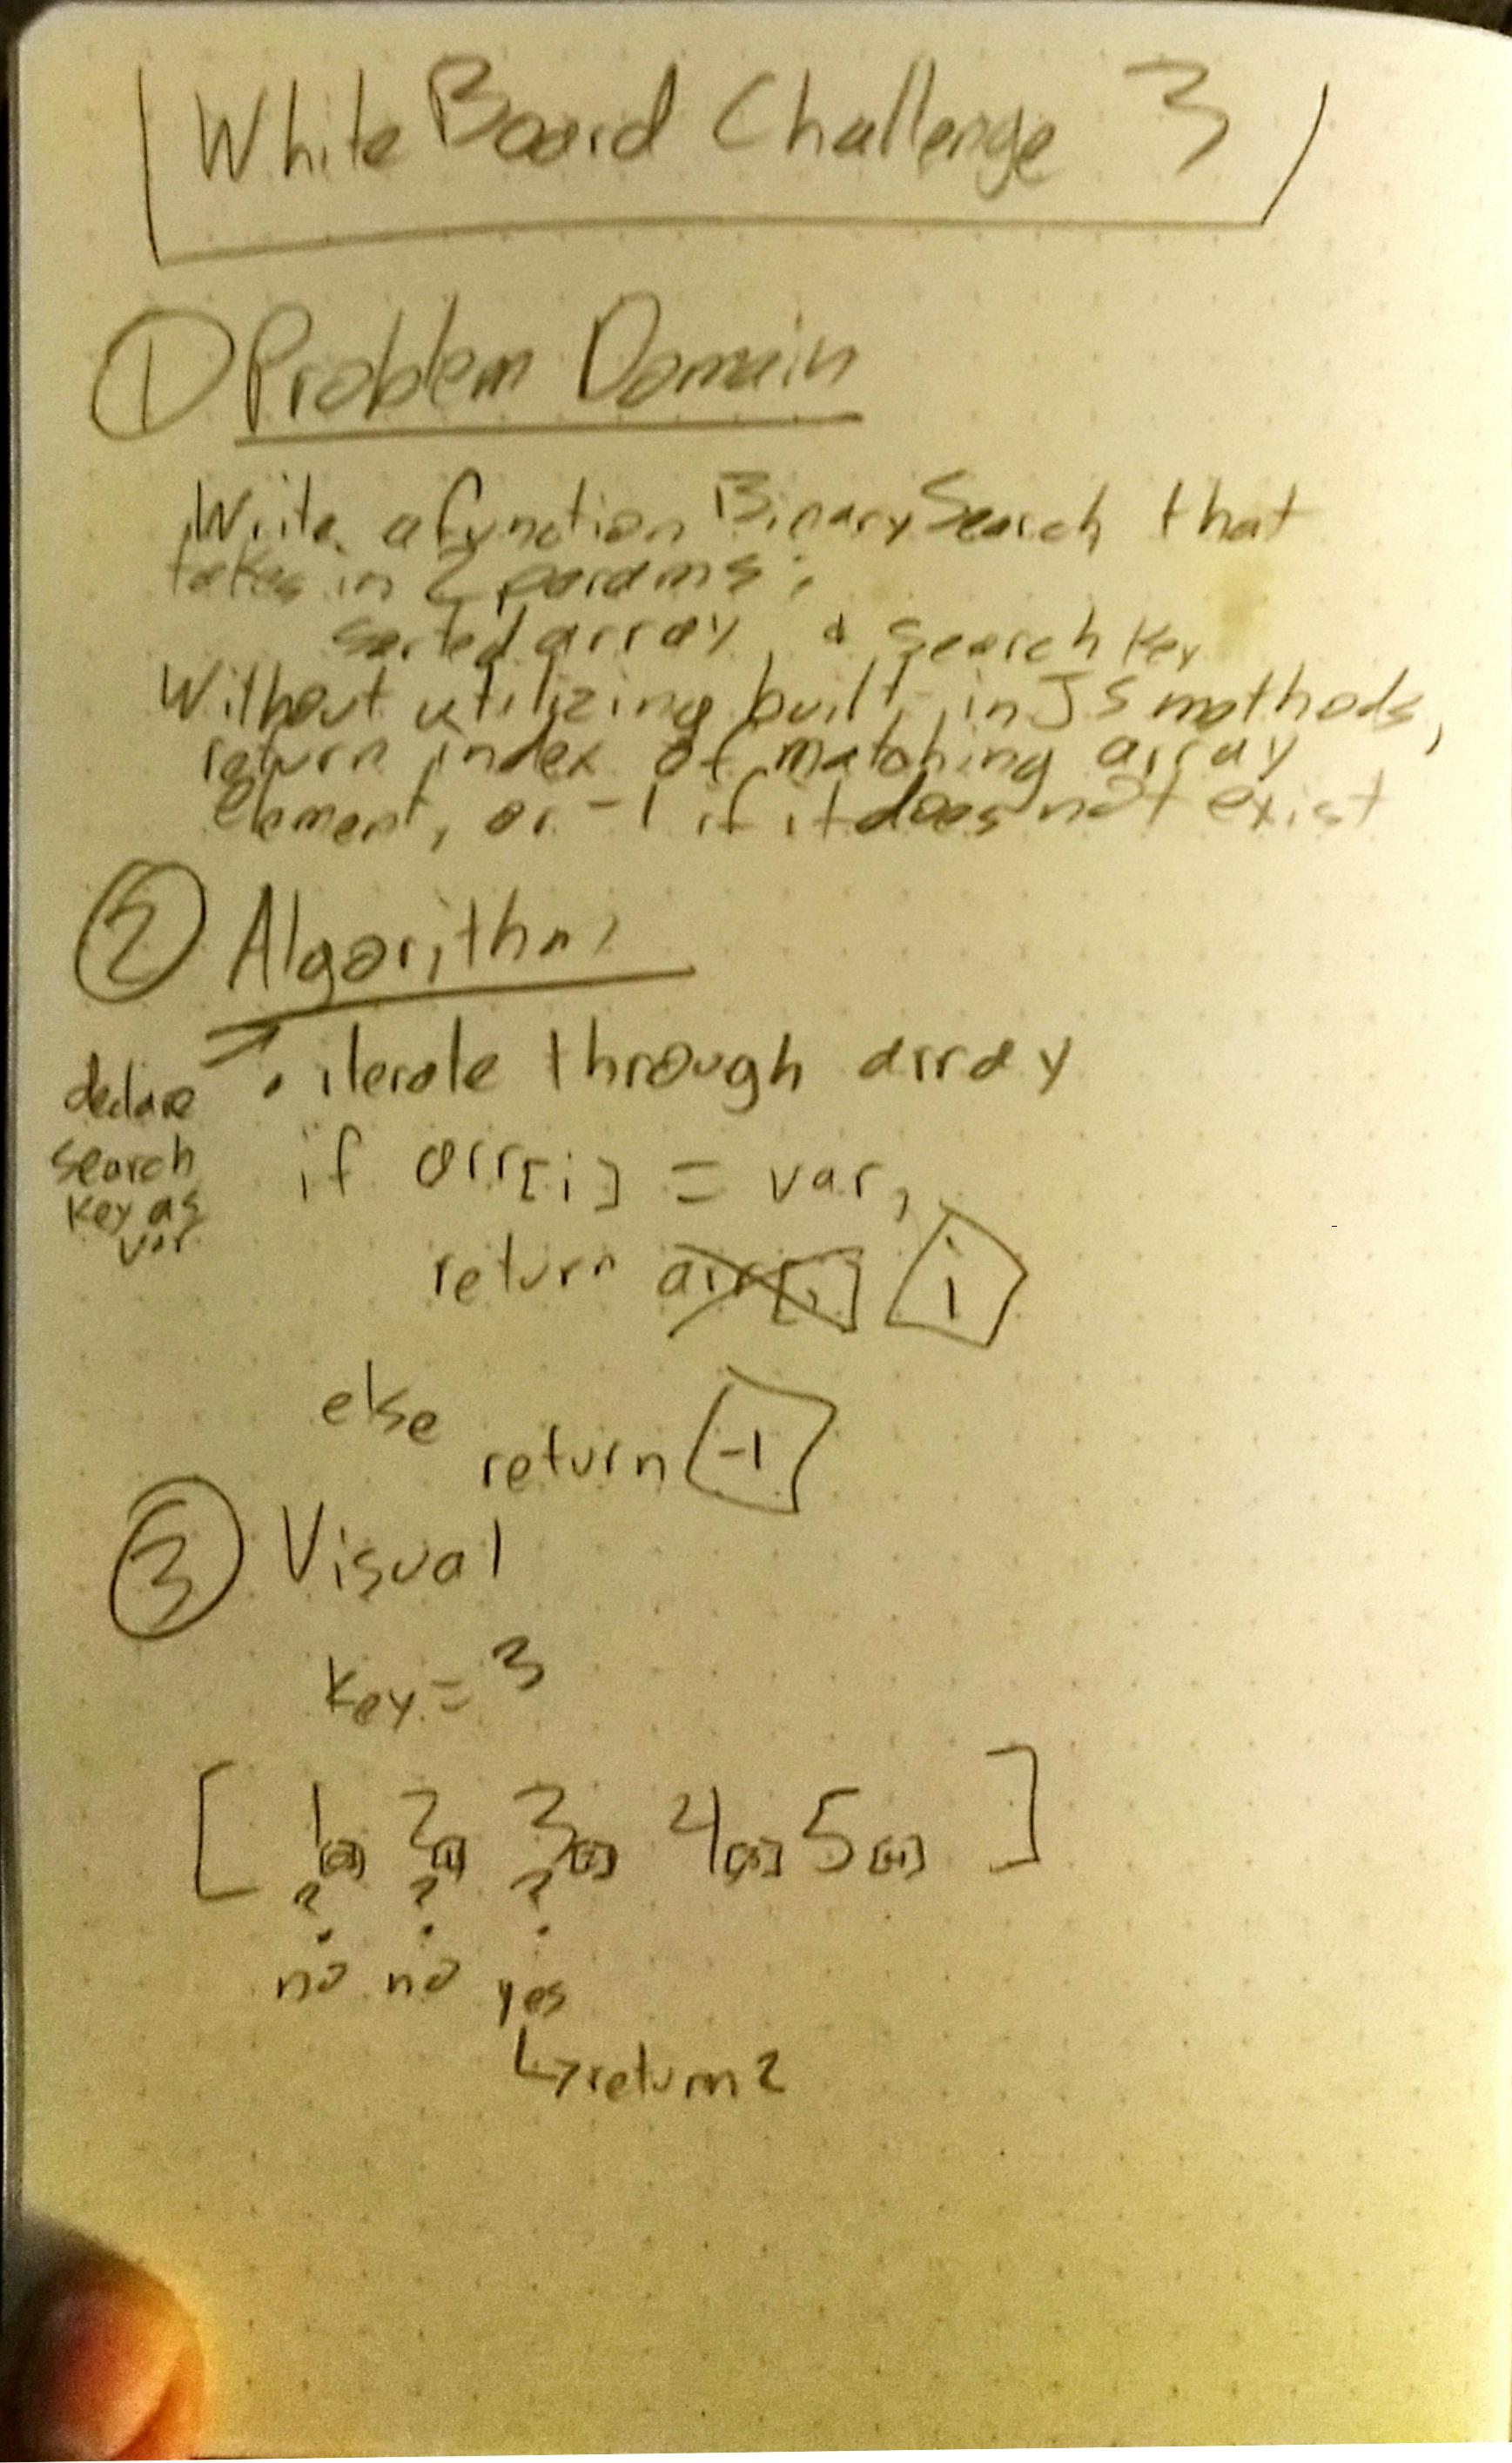 White Board Challenge 3
① Problem Domain
Write a function BinarySearch that
takes in 2 params:
sorted array, & search key
Without utilizing built-in JS methods,
return index of matching array
element, or -1 if it does not exist
② Algorithm
declare
search
key as
var
• iterate through array
if arr[i] = var,
return arr[i] i
else
return -1
③ Visual
key = 3
[ 1[0] 2[1] 3[2] 4[3] 5[4] ]
? ? ?
no no yes
↳ return 2